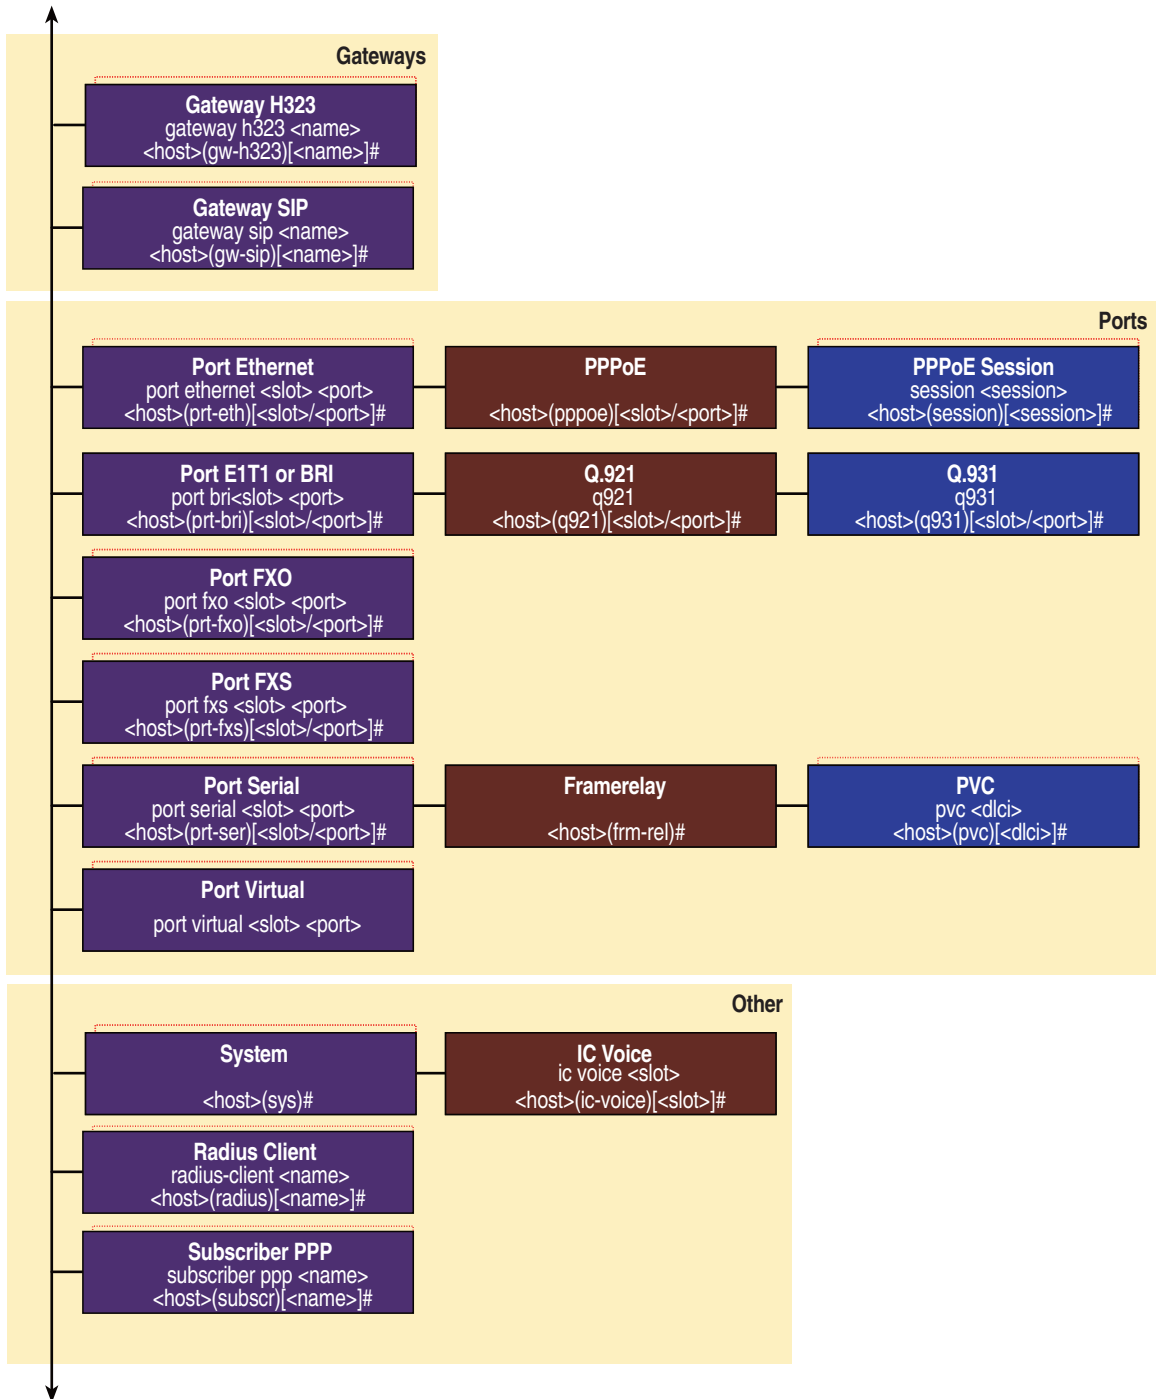 Gateways
Gateway H323
gateway h323 <name>
<host>(gw-h323)[<name>]#
Gateway SIP
gateway sip <name>
<host>(gw-sip)[<name>]#
Ports
Port Ethernet
port ethernet <slot> <port>
<host>(prt-eth)[<slot>/<port>]#
PPPoE
<host>(pppoe)[<slot>/<port>]#
PPPoE Session
session <session>
<host>(session)[<session>]#
Port E1T1 or BRI
port bri<slot> <port>
<host>(prt-bri)[<slot>/<port>]#
Q.921
q921
<host>(q921)[<slot>/<port>]#
Q.931
q931
<host>(q931)[<slot>/<port>]#
Port FXO
port fxo <slot> <port>
<host>(prt-fxo)[<slot>/<port>]#
Port FXS
port fxs <slot> <port>
<host>(prt-fxs)[<slot>/<port>]#
Port Serial
port serial <slot> <port>
<host>(prt-ser)[<slot>/<port>]#
Framerelay
<host>(frm-rel)#
PVC
pvc <dlci>
<host>(pvc)[<dlci>]#
Port Virtual
port virtual <slot> <port>
Other
System
<host>(sys)#
IC Voice
ic voice <slot>
<host>(ic-voice)[<slot>]#
Radius Client
radius-client <name>
<host>(radius)[<name>]#
Subscriber PPP
subscriber ppp <name>
<host>(subscr)[<name>]#